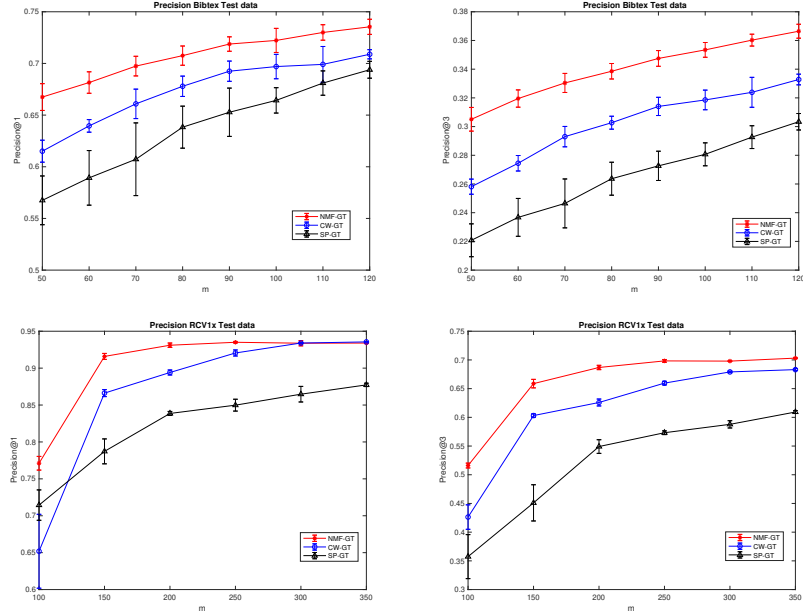 Precision Bibtex Test data
0.75
0.7
0.65
0.6
0.55
0.5
Precision@1
50 60 70 80 90 100 110 120
m
NMF-GT
CW-GT
SP-GT
Precision Bibtex Test data
0.38
0.36
0.34
0.32
0.3
0.28
0.26
0.24
0.22
0.2
Precision@3
50 60 70 80 90 100 110 120
m
NMF-GT
CW-GT
SP-GT
Precision RCV1x Test data
0.95
0.9
0.85
0.8
0.75
0.7
0.65
0.6
Precision@1
100 150 200 250 300 350
m
NMF-GT
CW-GT
SP-GT
Precision RCV1x Test data
0.75
0.7
0.65
0.6
0.55
0.5
0.45
0.4
0.35
0.3
Precision@3
100 150 200 250 300 350
m
NMF-GT
CW-GT
SP-GT